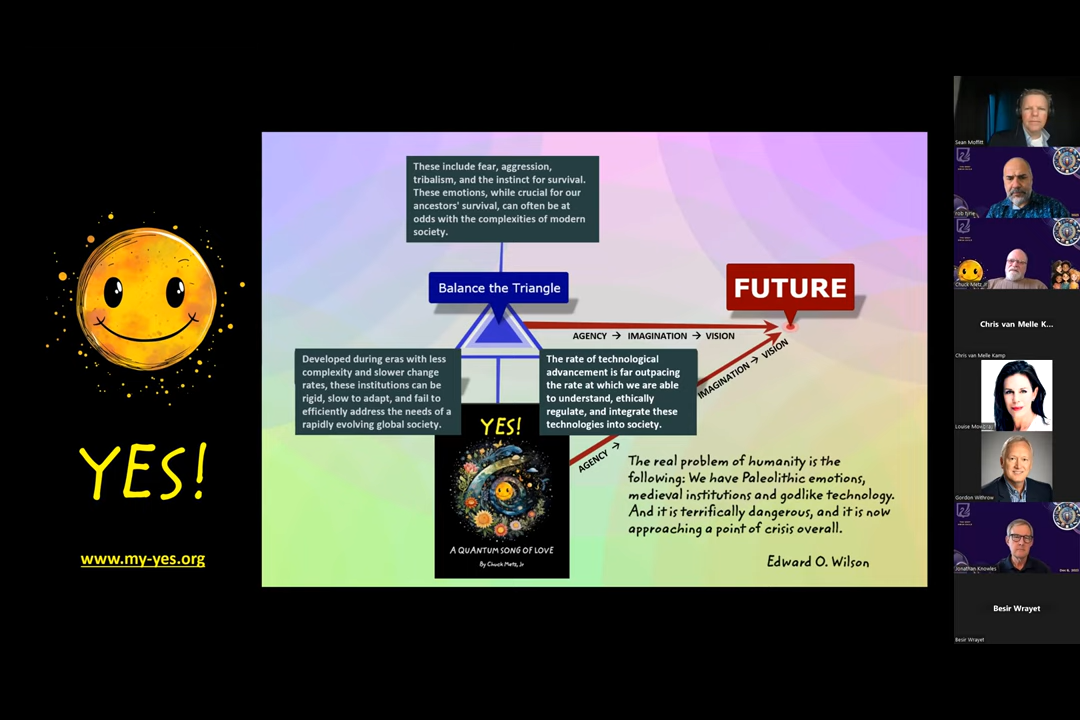 These include fear, aggression,
tribalism, and the instinct for survival.
These emotions, while crucial for our
ancestors' survival, can often be at
odds with the complexities of modern
society.
Balance the Triangle
FUTURE
AGENCY → IMAGINATION → VISION
Developed during eras with less
complexity and slower change
rates, these institutions can be
rigid, slow to adapt, and fail to
efficiently address the needs of a
rapidly evolving global society.
The rate of technological
advancement is far outpacing
the rate at which we are able
to understand, ethically
regulate, and integrate these
technologies into society.
AGENCY →
IMAGINATION → VISION
YES!
A QUANTUM SONG OF LOVE
By Chuck Metz, Jr
The real problem of humanity is the
following: We have Paleolithic emotions,
medieval institutions and godlike technology.
And it is terrifically dangerous, and it is now
approaching a point of crisis overall.
Edward O. Wilson
YES!
www.my-yes.org
Sean Moffitt
Chuck Metz Jr
Chris van Melle K...
Chris van Melle Kamp
Gordon Withrow
Jonathan Knowles
Besir Wrayet
Besir Wrayet